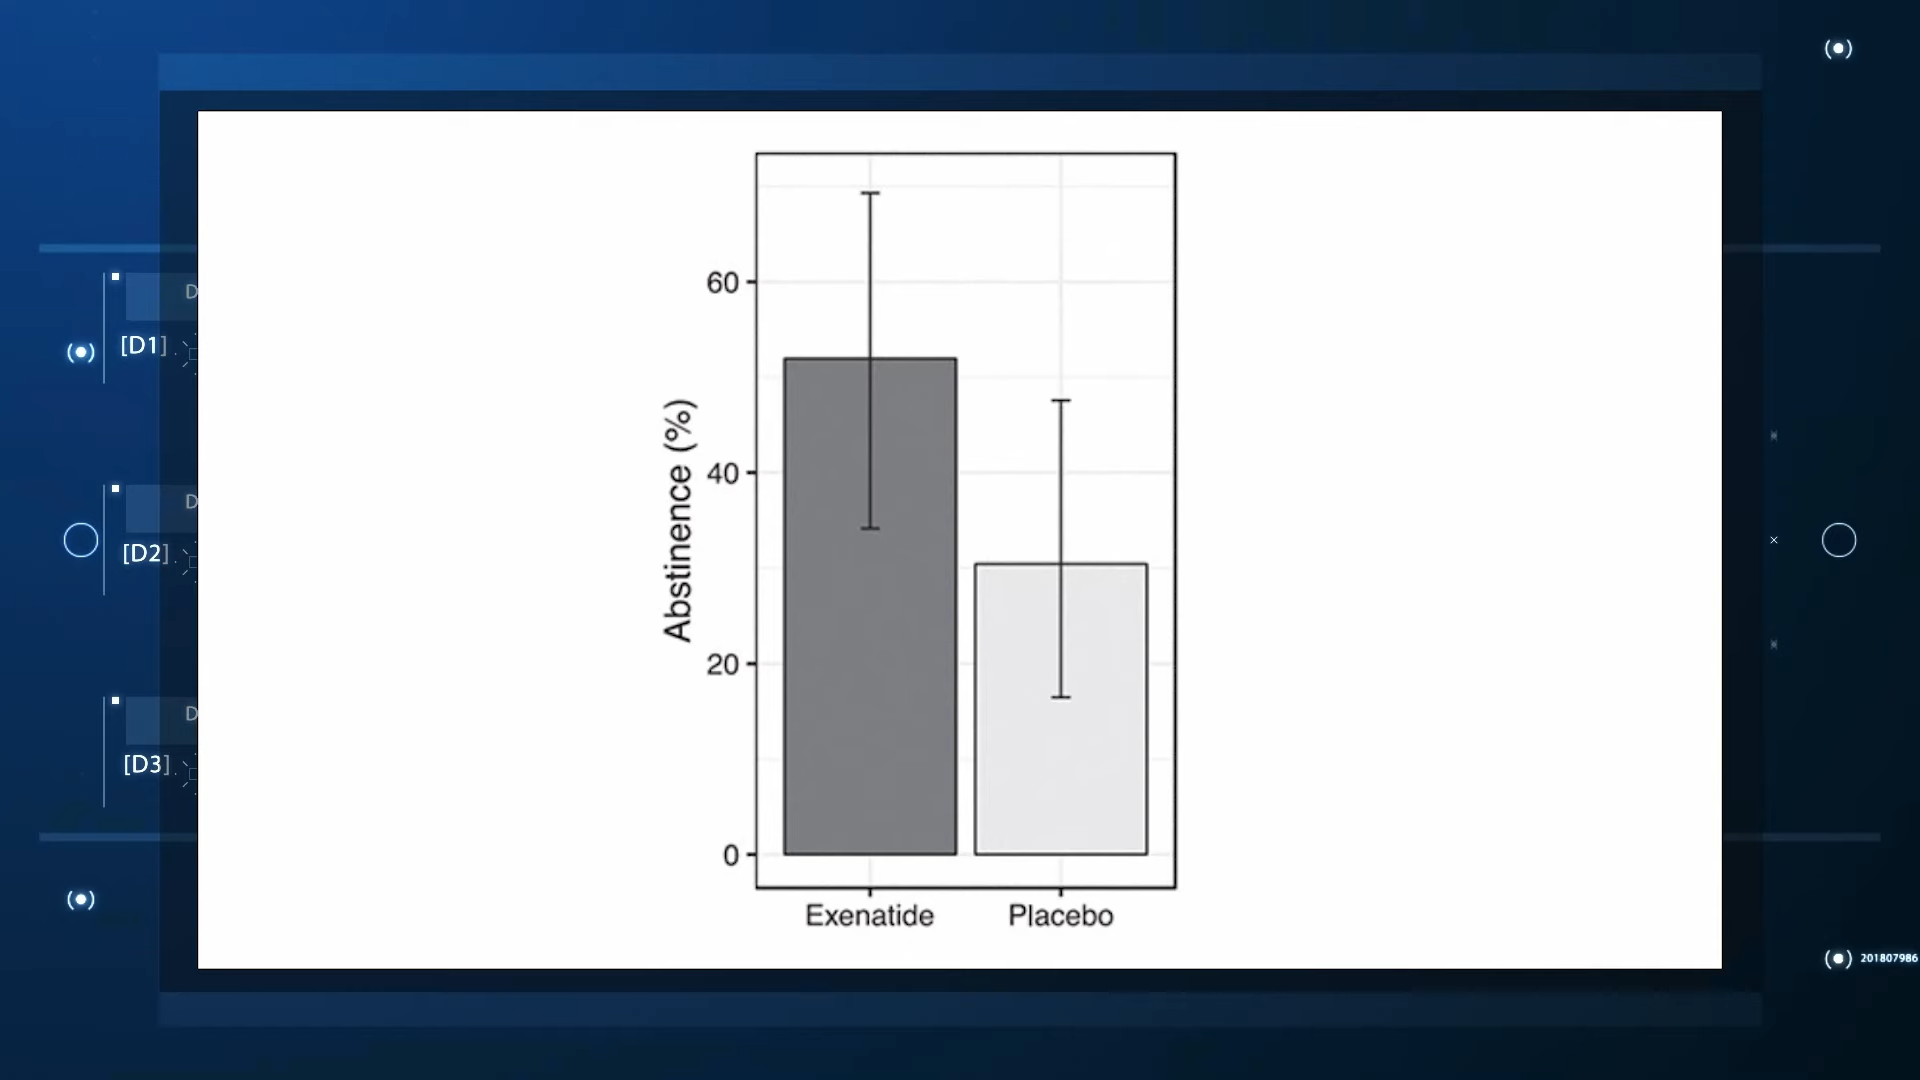 60
40
20
0
Abstinence (%)
Exenatide
Placebo
D
[D1]
D
[D2]
D
[D3]
201807986